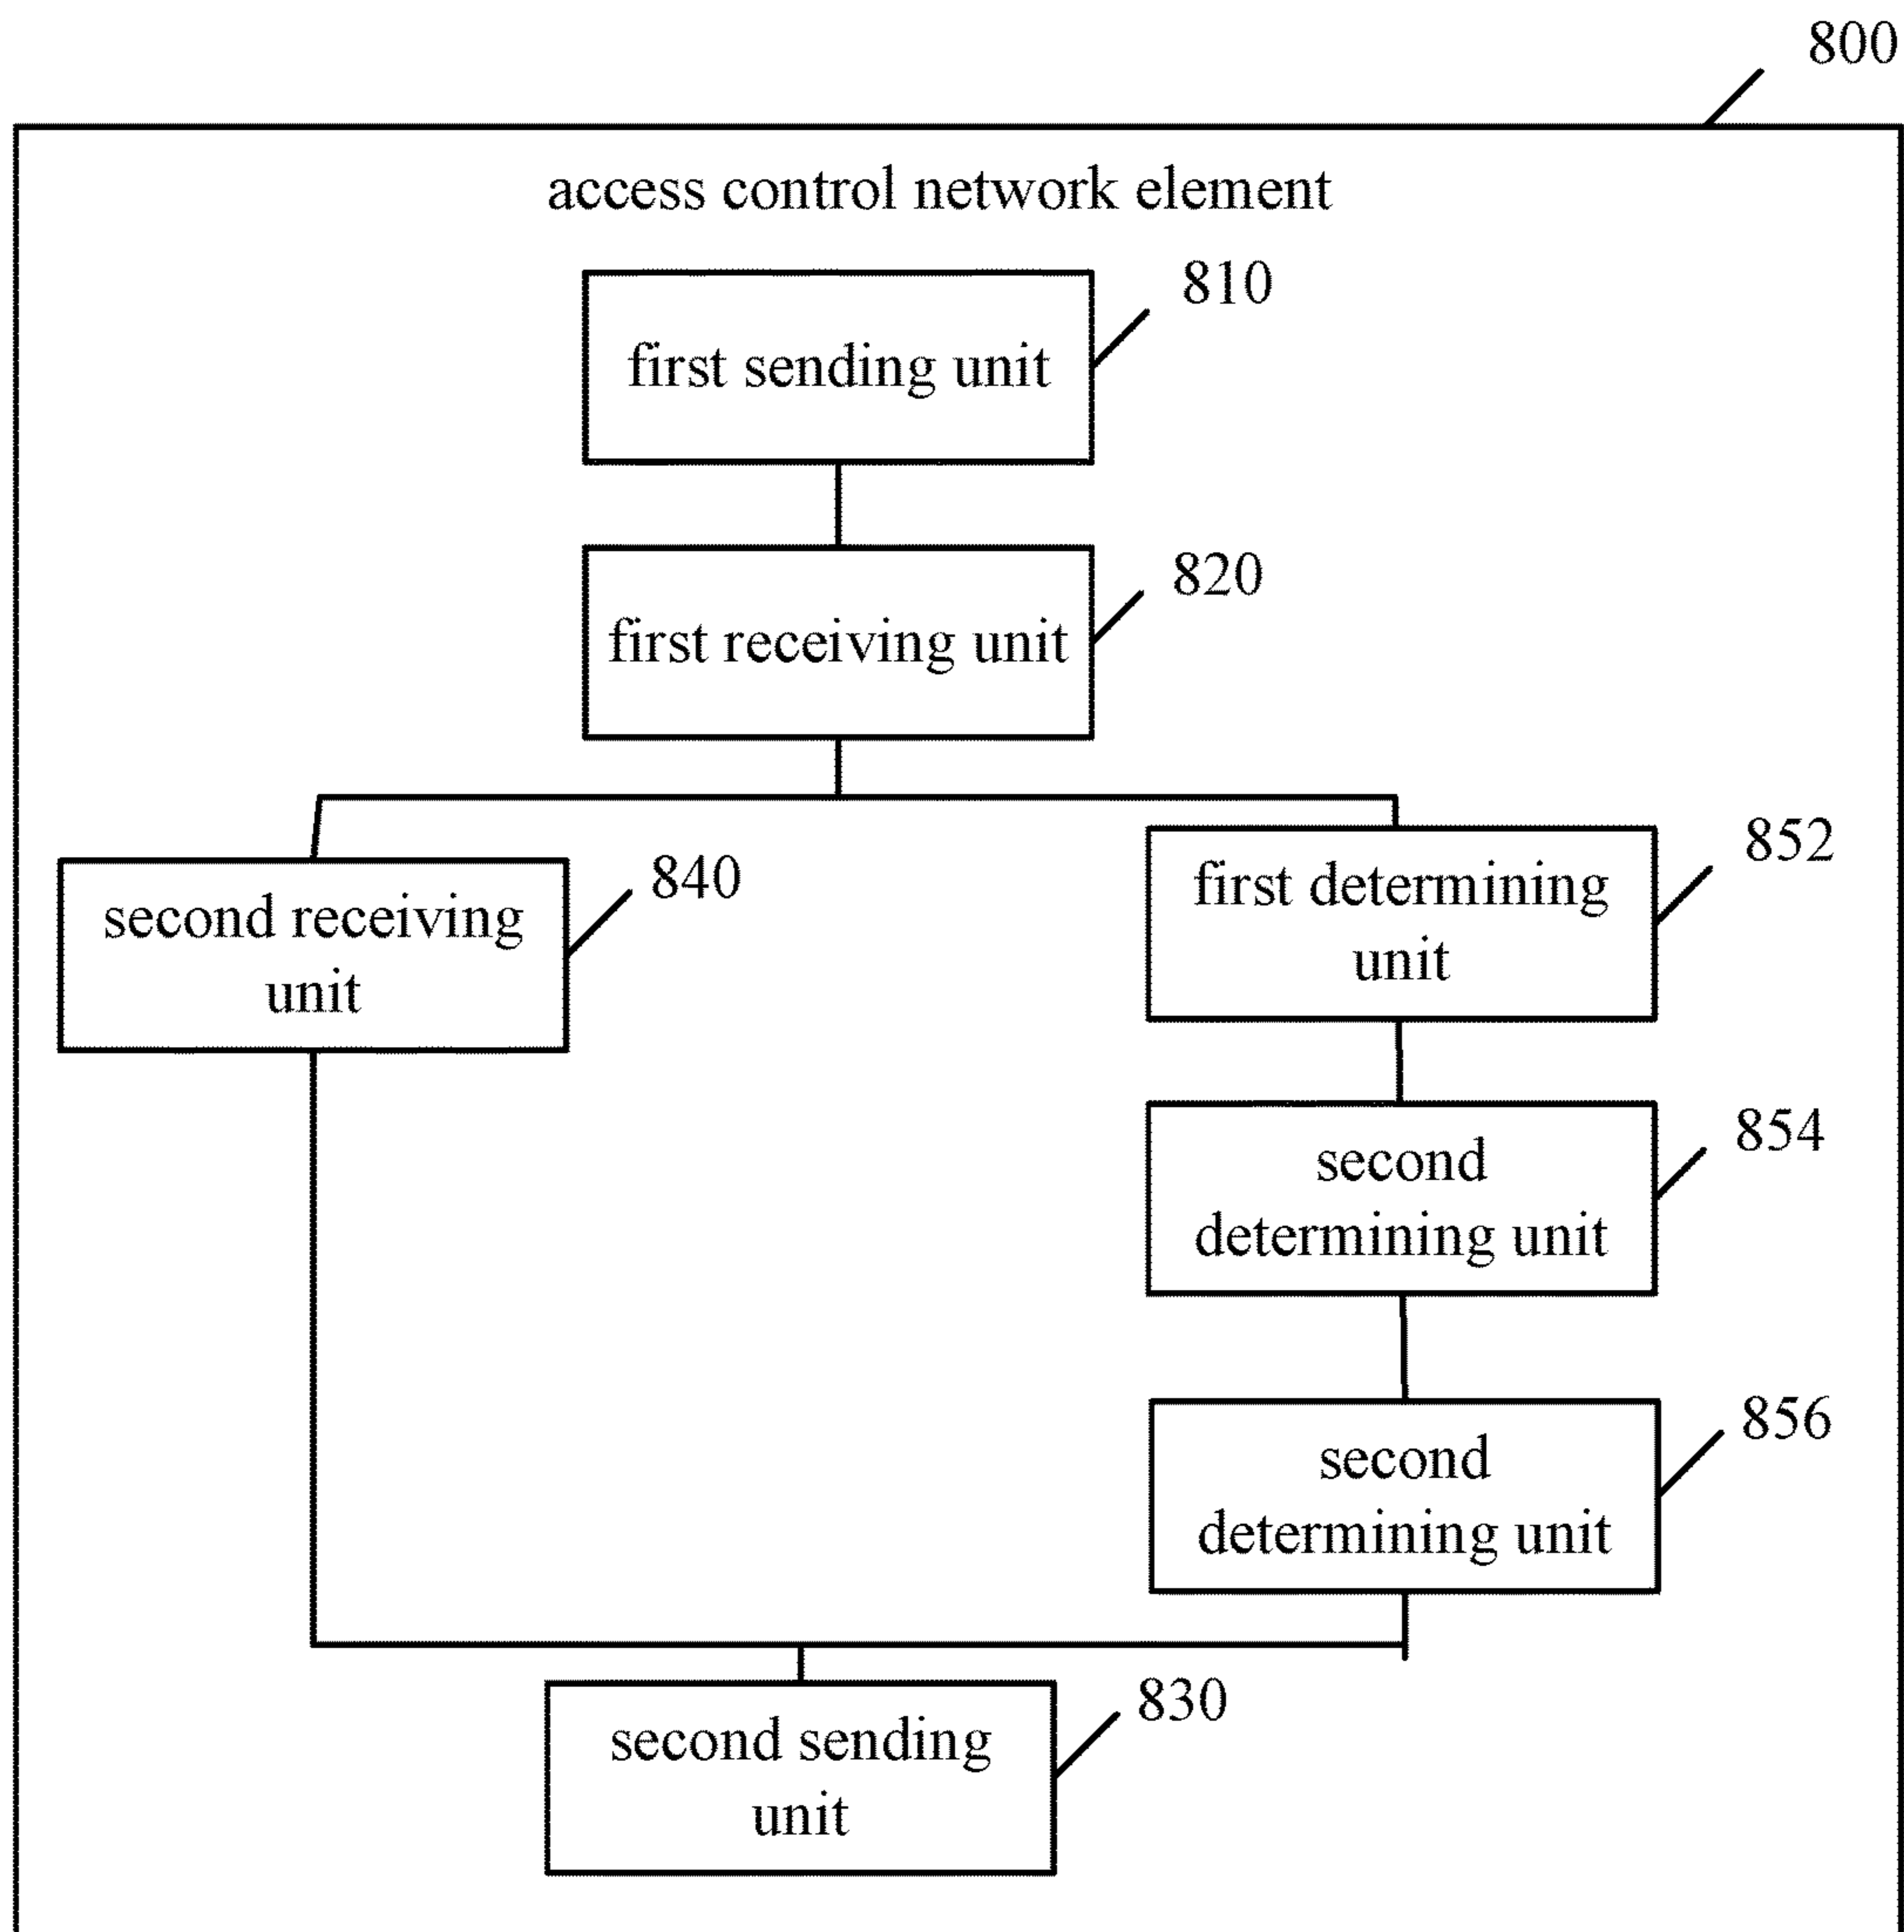 800
access control network element
810
first sending unit
820
first receiving unit
852
first determining
unit
840
second receiving
unit
854
second
determining unit
856
second
determining unit
830
second sending
unit